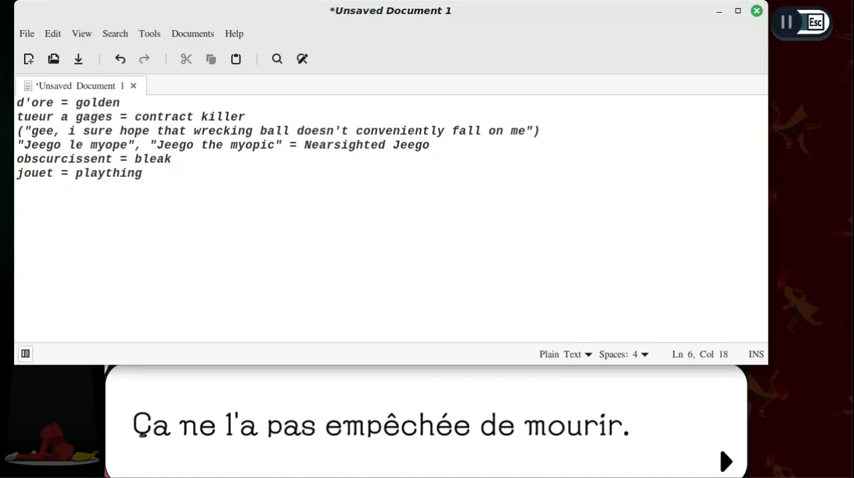 *Unsaved Document 1
Esc
File Edit View Search Tools Documents Help
*Unsaved Document 1
d'ore = golden
tueur a gages = contract killer
("gee, i sure hope that wrecking ball doesn't conveniently fall on me")
"Jeego le myope", "Jeego the myopic" = Nearsighted Jeego
obscurcissent = bleak
jouet = plaything
Plain Text Spaces: 4 Ln 6, Col 18 INS
Ça ne l'a pas empêchée de mourir.